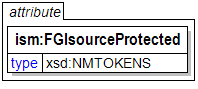 attribute
ism:FGIsourceProtected
type xsd:NMTOKENS